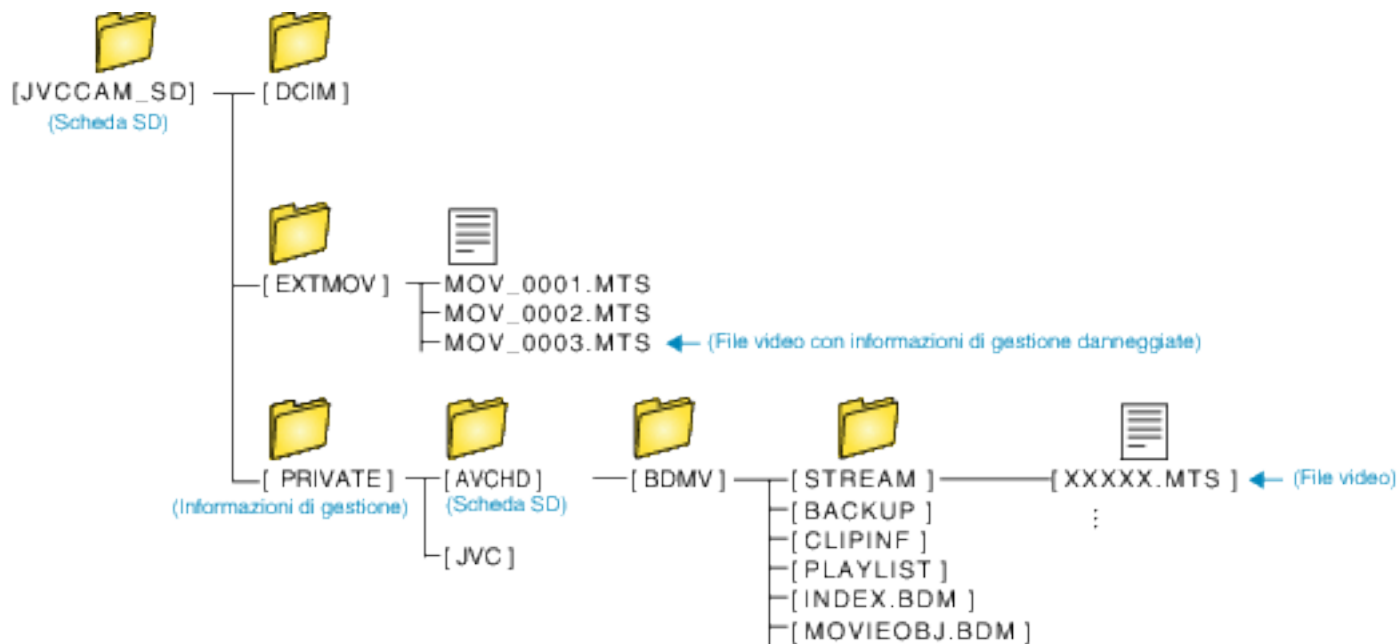 [JVCCAM_SD]
(Scheda SD)
[DCIM]
[EXTMOV]
MOV_0001.MTS
MOV_0002.MTS
MOV_0003.MTS
(File video con informazioni di gestione danneggiate)
[PRIVATE]
(Informazioni di gestione)
[AVCHD]
(Scheda SD)
[BDMV]
[STREAM]
[XXXXX.MTS]
(File video)
[BACKUP]
[CLIPINF]
[JVC]
[PLAYLIST]
[INDEX.BDM]
[MOVIEOBJ.BDM]